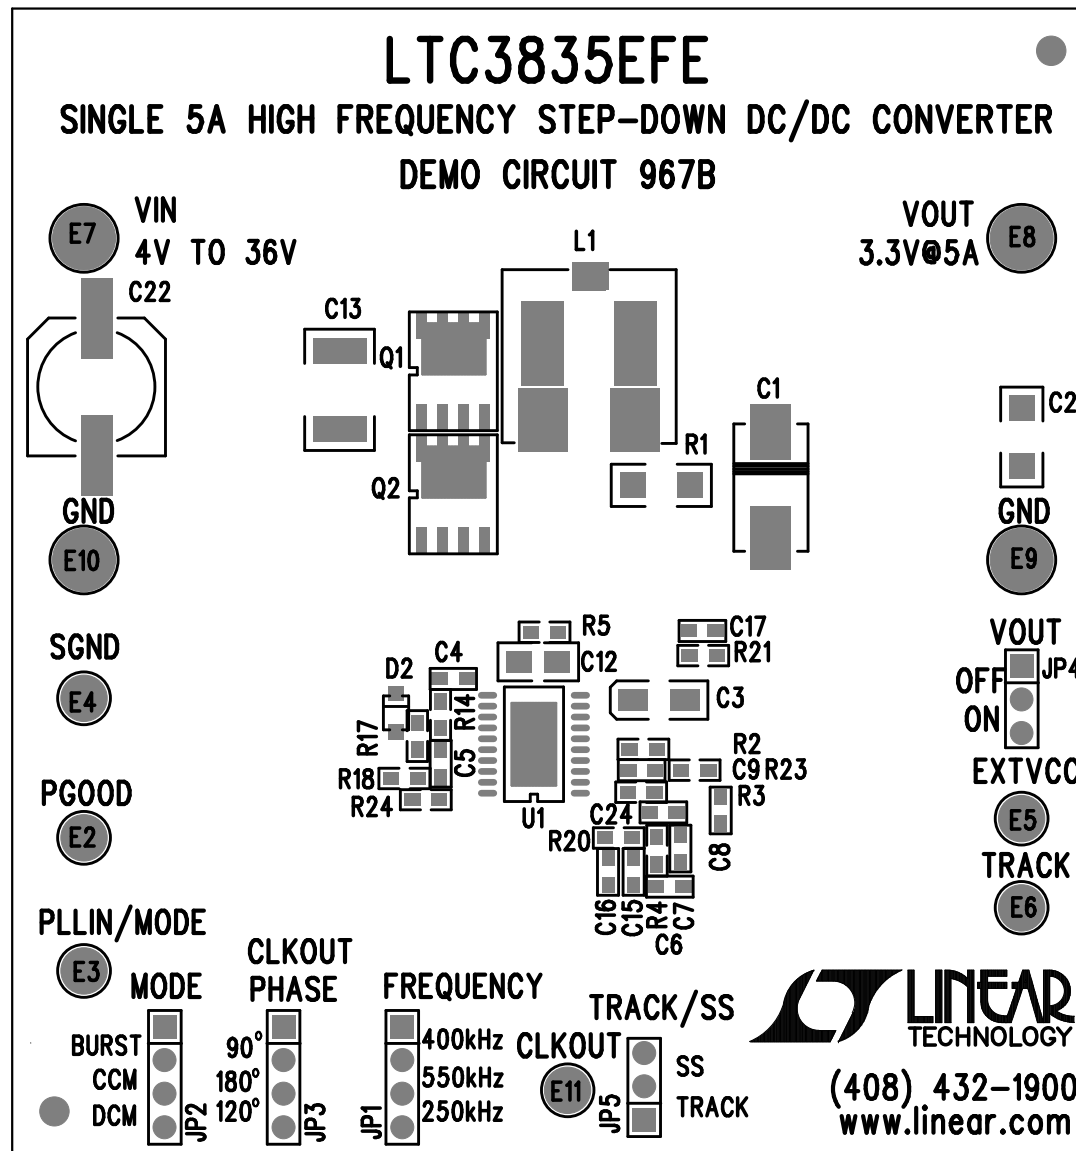 LTC3835EFE
SINGLE 5A HIGH FREQUENCY STEP-DOWN DC/DC CONVERTER
DEMO CIRCUIT 967B
E7
VIN
4V TO 36V
C22
C13
Q1
L1
VOUT
3.3V@5A
E8
C1
C2
R1
Q2
GND
E10
GND
E9
SGND
E4
D2
C4
R5
C12
C17
R21
C3
R17
R14
C5
R18
R24
U1
R2
C9 R23
R3
C24
R20
C8
C16
C15
R4
C7
C6
VOUT
JP4
OFF
ON
PGOOD
E2
EXTVCC
E5
TRACK
E6
PLLIN/MODE
E3
MODE
BURST
CCM
DCM
JP2
CLKOUT
PHASE
90°
180°
120°
JP3
FREQUENCY
400kHz
550kHz
250kHz
JP1
CLKOUT
E11
TRACK/SS
SS
TRACK
JP5
LINEAR
TECHNOLOGY
(408) 432-1900
www.linear.com